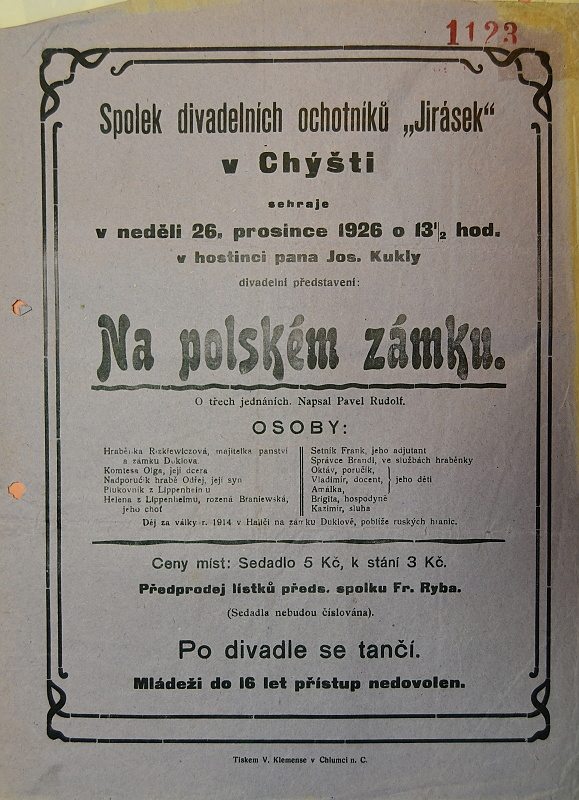 1123
Spolek divadelních ochotníků „Jirásek“
v Chýšti
sehraje
v neděli 26. prosince 1926 o 13½ hod.
v hostinci pana Jos. Kukly
divadelní představení:
Na polském zámku.
O třech jednáních. Napsal Pavel Rudolf.
OSOBY:
Hraběnka Rizkiewiczová, majitelka panství
a zámku Duklova.
Komtesa Olga, její dcera
Nadporučík hrabě Ondřej, její syn
Plukovník z Lippenheimu
Helena z Lippenheimu, rozená Braniewská,
jeho choť
Setník Frank, jeho adjutant
Správce Brandl, ve službách hraběnky
Oktáv, poručík,
Vladimír, docent, jeho děti
Amálka,
Brigita, hospodyně
Kazimír, sluha
Děj za války r. 1914 v Haliči na zámku Duklově, poblíže ruských hranic.
Ceny míst: Sedadlo 5 Kč, k stání 3 Kč.
Předprodej lístků předs. spolku Fr. Ryba.
(Sedadla nebudou číslována).
Po divadle se tančí.
Mládeži do 16 let přístup nedovolen.
Tiskem V. Klemense v Chlumci n. C.